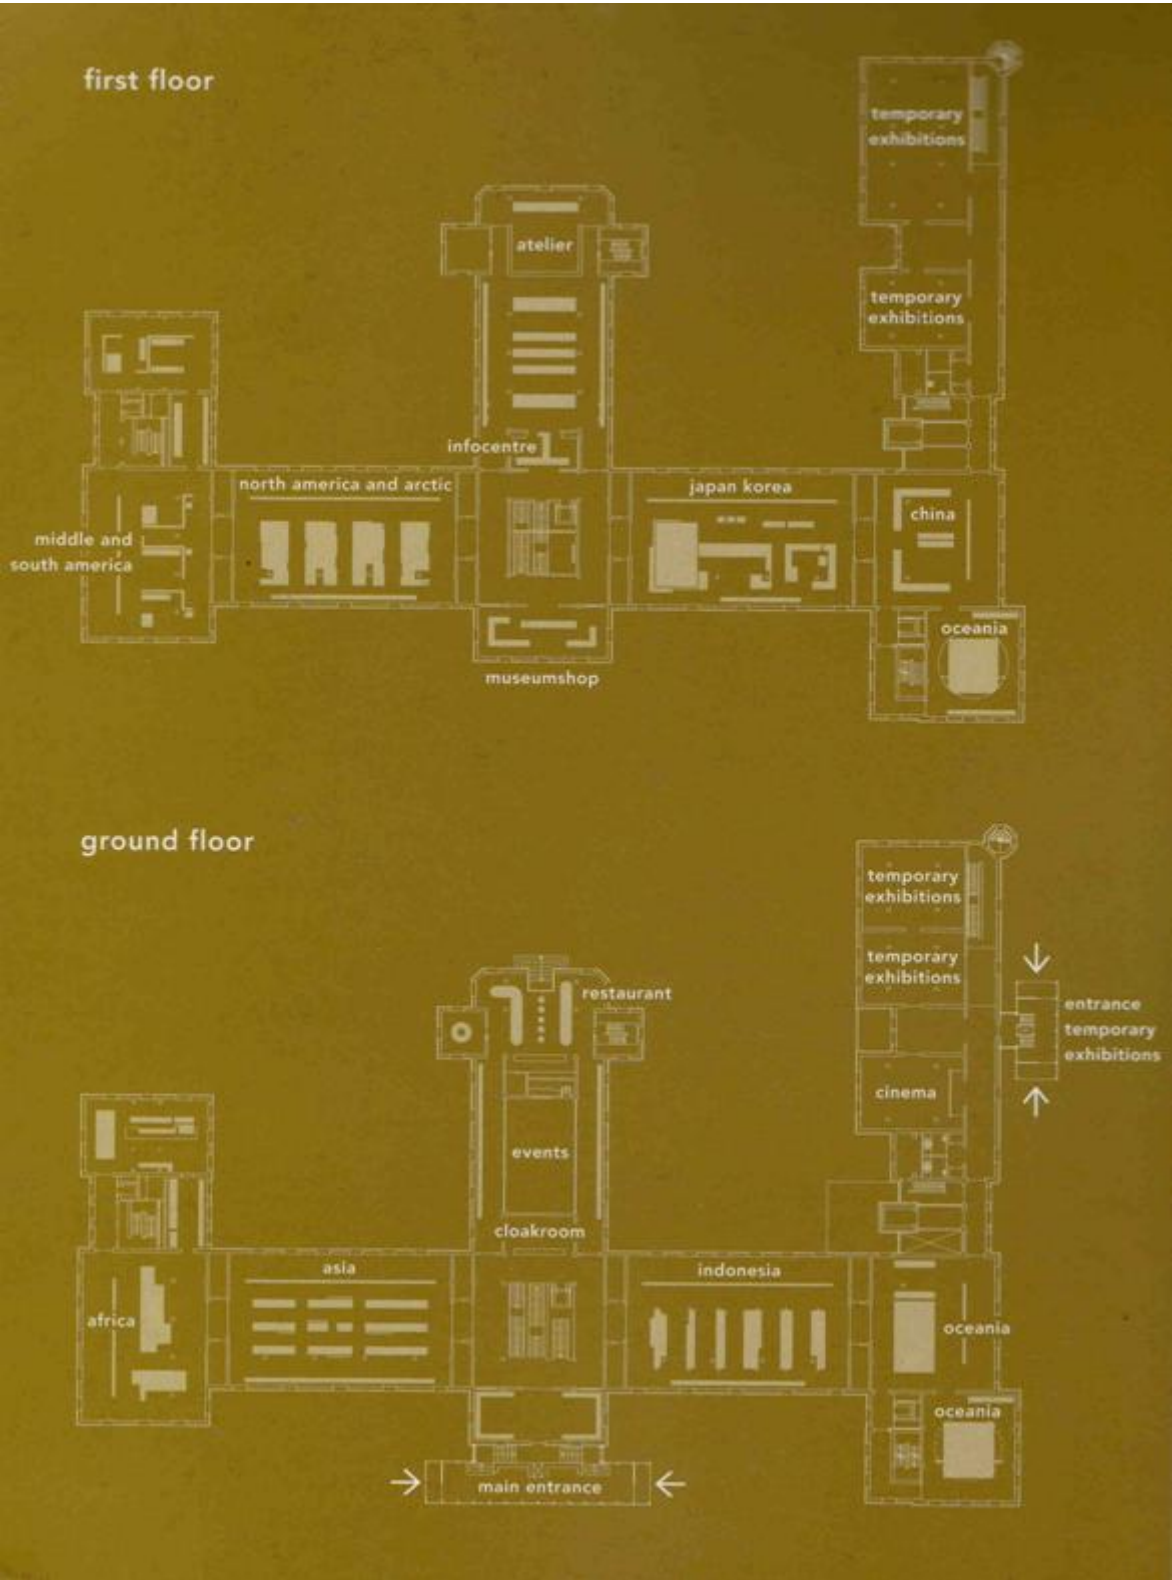 first floor
temporary
exhibitions
atelier
temporary
exhibitions
infocentre
north america and arctic
japan korea
china
middle and
south america
oceania
museumshop
ground floor
temporary
exhibitions
temporary
exhibitions
restaurant
entrance
temporary
exhibitions
cinema
events
cloakroom
asia
indonesia
africa
oceania
oceania
main entrance